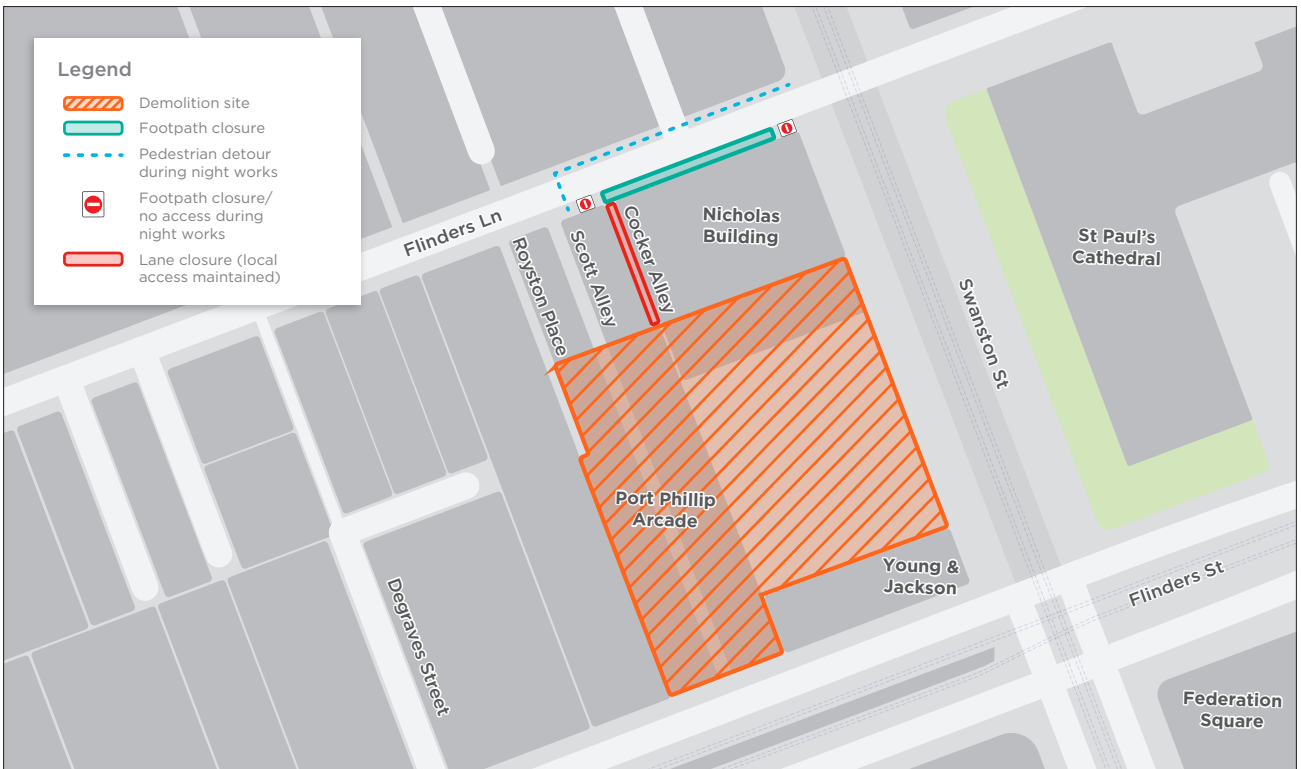 Legend
Demolition site
Footpath closure
Pedestrian detour
during night works
Footpath closure/
no access during
night works
Lane closure (local
access maintained)
Flinders Ln
Royston Place
Scott Alley
Cocker Alley
Nicholas
Building
St Paul's
Cathedral
Swanston St
Port Phillip
Arcade
Young &
Jackson
Flinders St
Degraves Street
Federation
Square